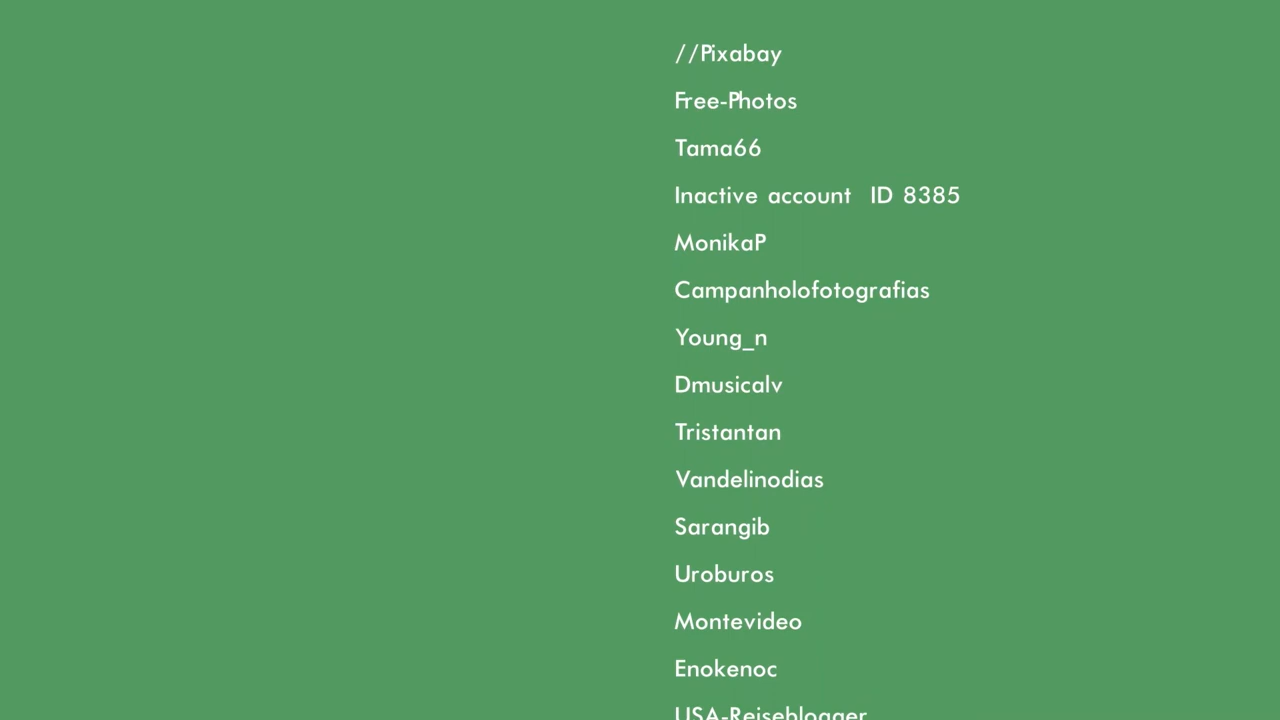 //Pixabay
Free-Photos
Tama66
Inactive account  ID 8385
MonikaP
Campanholofotografias
Young_n
Dmusicalv
Tristantan
Vandelinodias
Sarangib
Uroburos
Montevideo
Enokenoc
USA-Reiseblogger